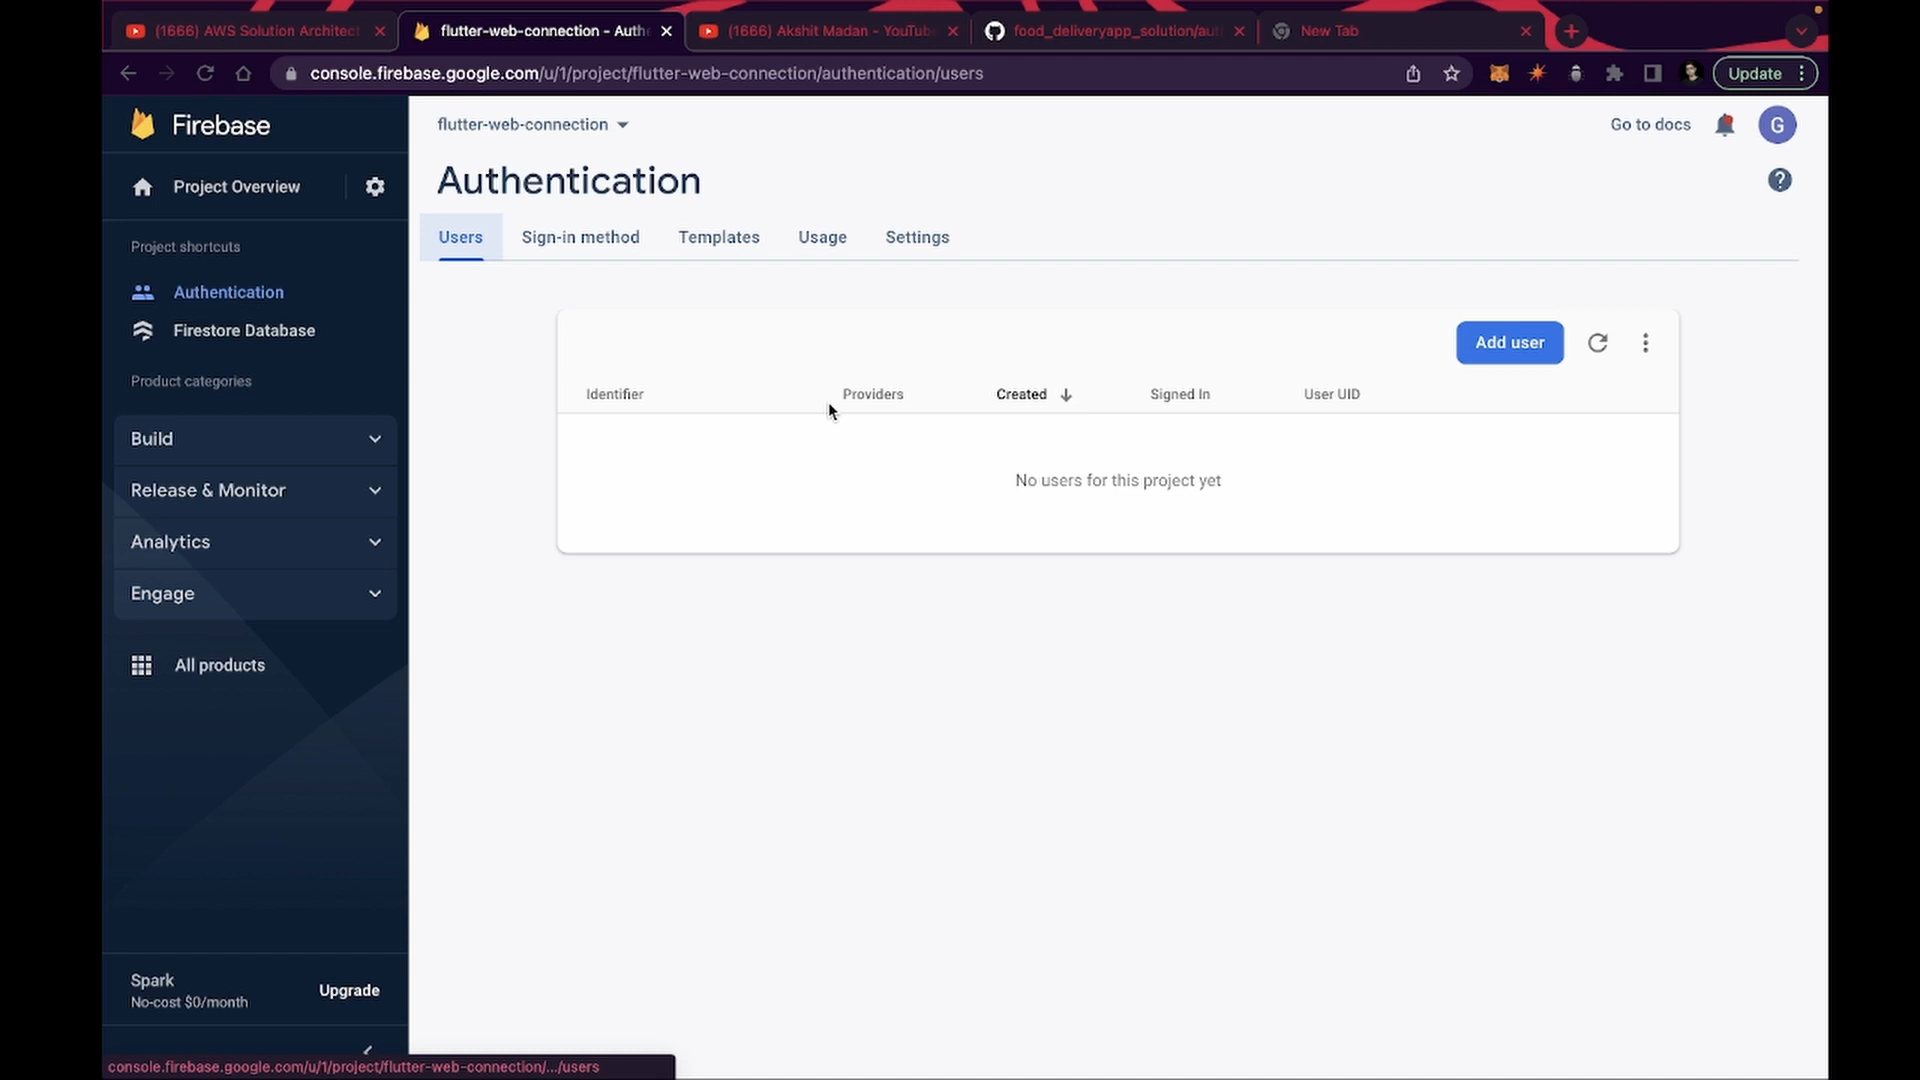 (1666) AWS Solution Architect
flutter-web-connection - Auth
(1666) Akshit Madan - YouTub
food_deliveryapp_solution/aut
New Tab
console.firebase.google.com/u/1/project/flutter-web-connection/authentication/users
Update
Firebase
flutter-web-connection
Go to docs
G
Project Overview
Authentication
Users
Sign-in method
Templates
Usage
Settings
Project shortcuts
Authentication
Firestore Database
Product categories
Build
Release & Monitor
Analytics
Engage
All products
Add user
Identifier
Providers
Created
Signed In
User UID
No users for this project yet
Spark
No-cost $0/month
Upgrade
console.firebase.google.com/u/1/project/flutter-web-connection/.../users